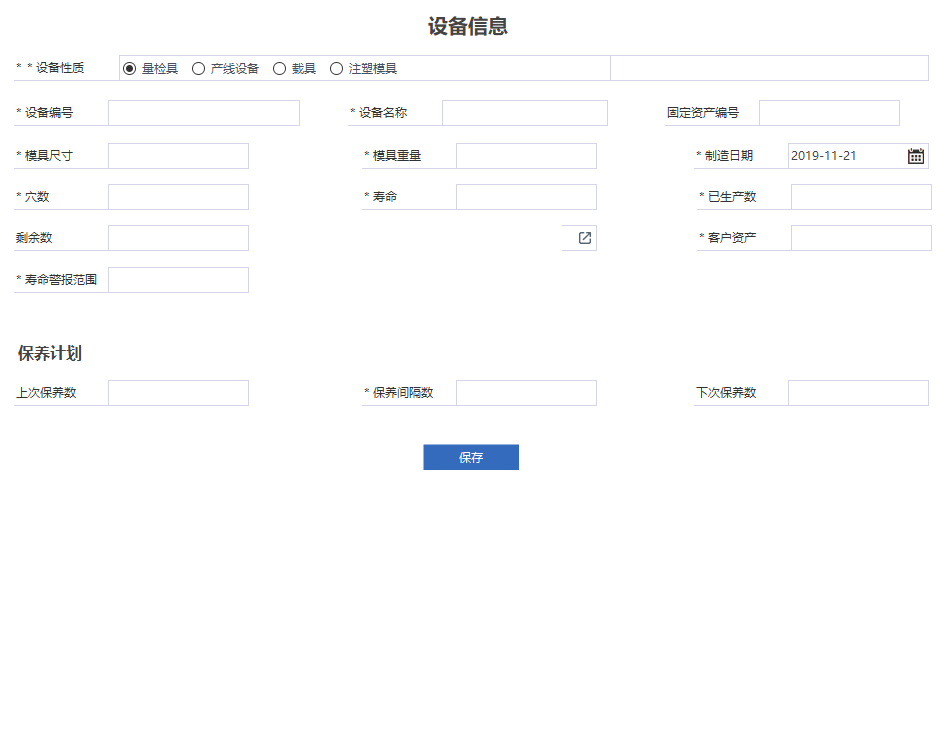 设备信息
* * 设备性质 量检具 产线设备 载具 注塑模具
* 设备编号 * 设备名称 固定资产编号
* 模具尺寸 * 模具重量 * 制造日期 2019-11-21
* 穴数 * 寿命 * 已生产数
剩余数 * 客户资产
* 寿命警报范围
保养计划
上次保养数 * 保养间隔数 下次保养数
保存